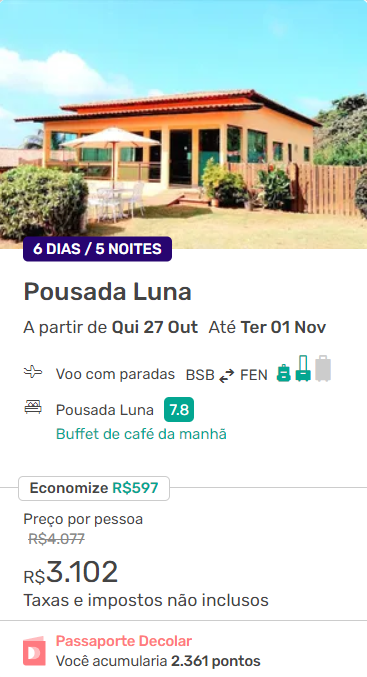 6 DIAS / 5 NOITES
Pousada Luna
A partir de Qui 27 Out Até Ter 01 Nov
Voo com paradas BSB FEN
Pousada Luna 7.8
Buffet de café da manhã
Economize R$597
Preço por pessoa
R$4.077
R$3.102
Taxas e impostos não inclusos
Passaporte Decolar
Você acumularia 2.361 pontos